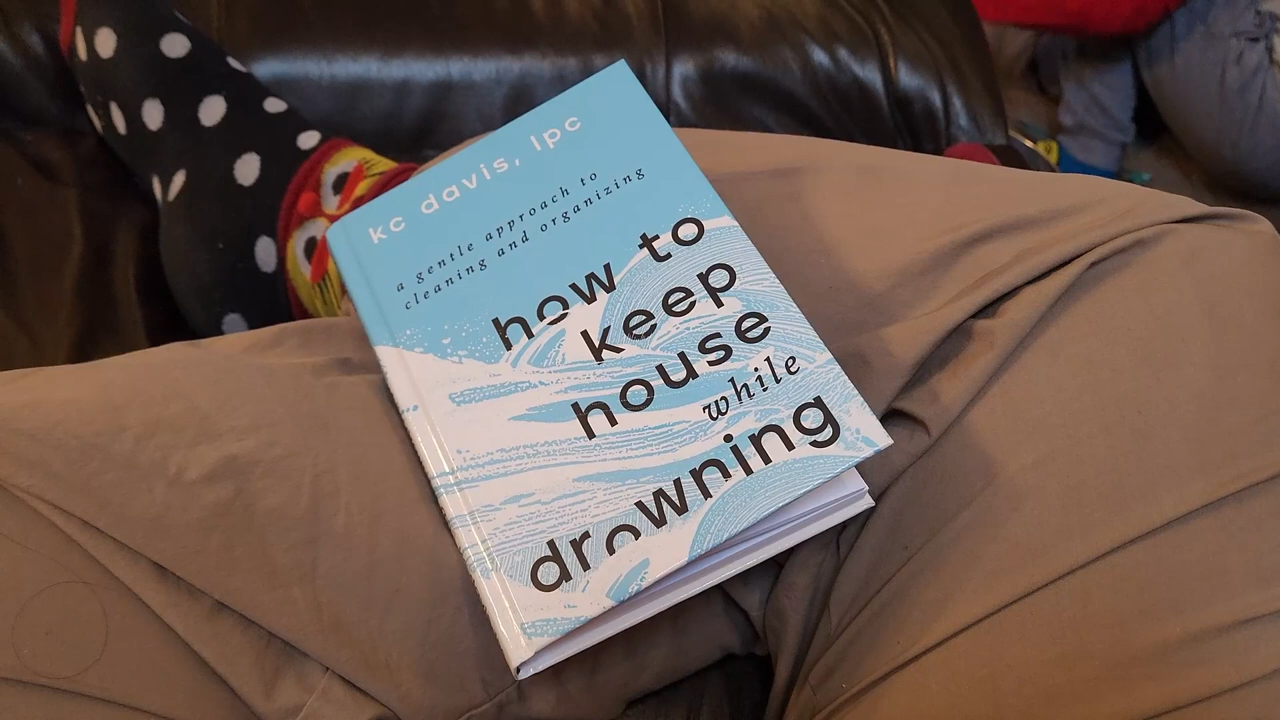 kc davis, lpc
a gentle approach to
cleaning and organizing
how to
keep
house
while
drowning